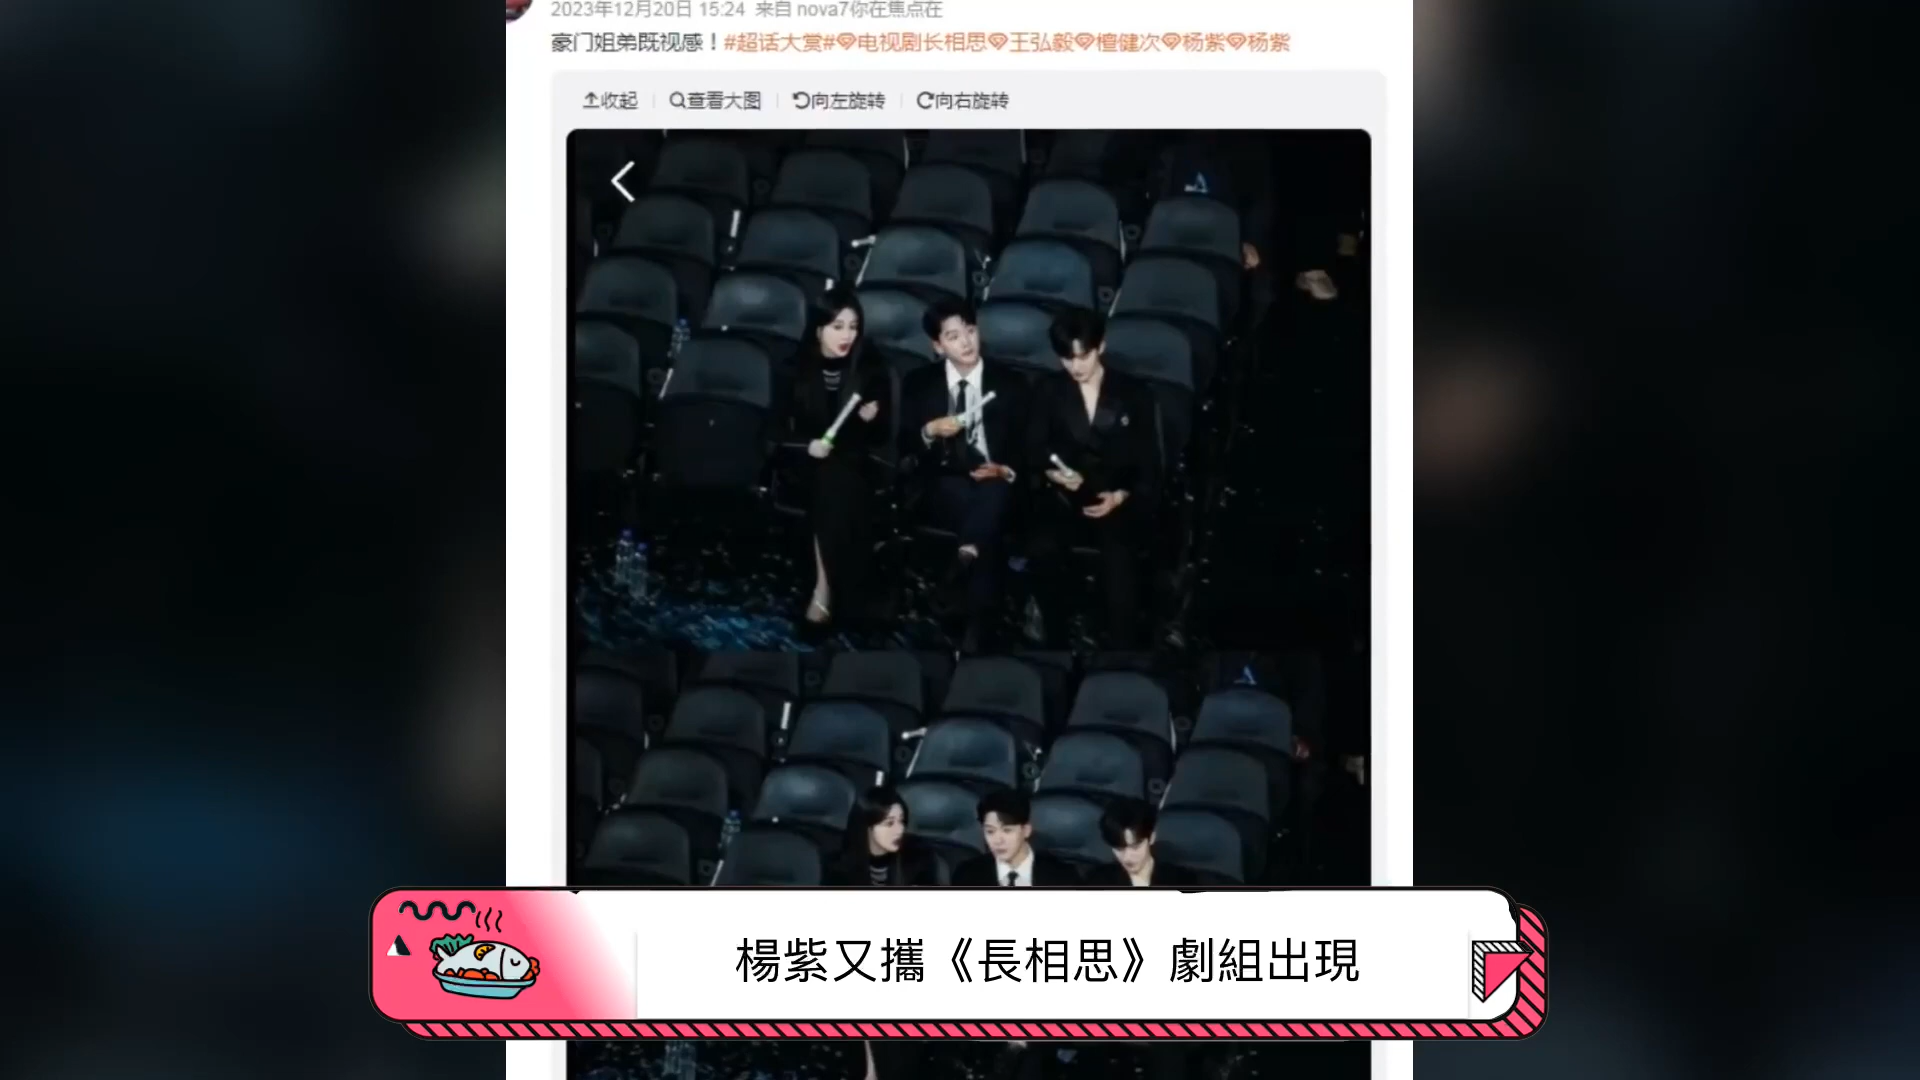 2023年12月20日 15:24 来自 nova7你在焦点在
豪门姐弟既视感！#超话大赏#电视剧长相思王弘毅檀健次杨紫杨紫
收起 查看大图 向左旋转 向右旋转
楊紫又攜《長相思》劇組出現